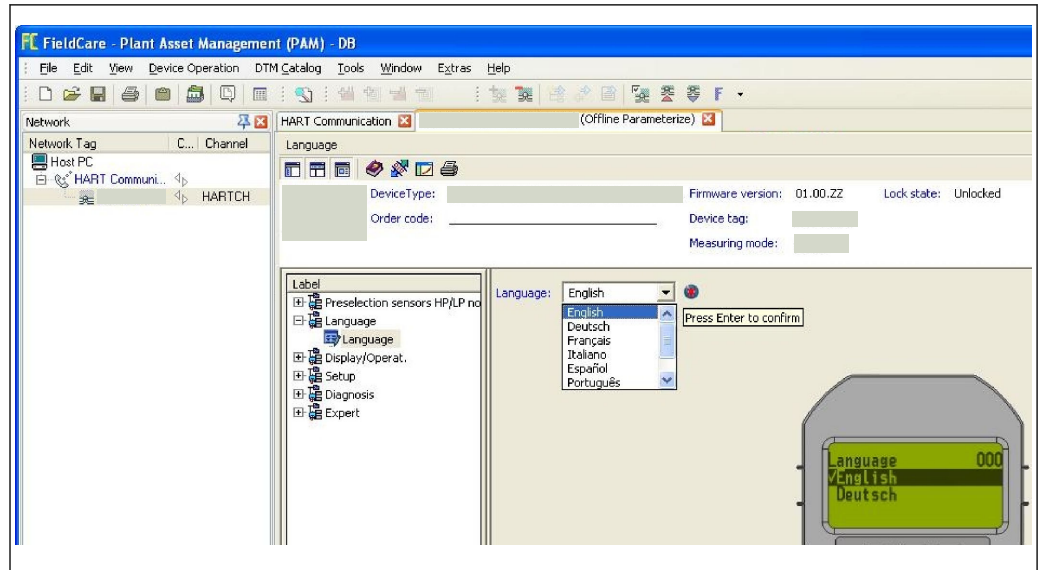 FC FieldCare - Plant Asset Management (PAM) - DB
File Edit View Device Operation DTM Catalog Tools Window Extras Help
F
Network
Network Tag C... Channel
Host PC
HART Communi...
HARTCH
HART Communication (Offline Parameterize)
Language
DeviceType: Firmware version: 01.00.ZZ Lock state: Unlocked
Order code: Device tag:
Measuring mode:
Label
Preselection sensors HP/LP no
Language
Language
Display/Operat.
Setup
Diagnosis
Expert
Language: English
English
Deutsch
Français
Italiano
Español
Português
Press Enter to confirm
Language 000
✓English
Deutsch